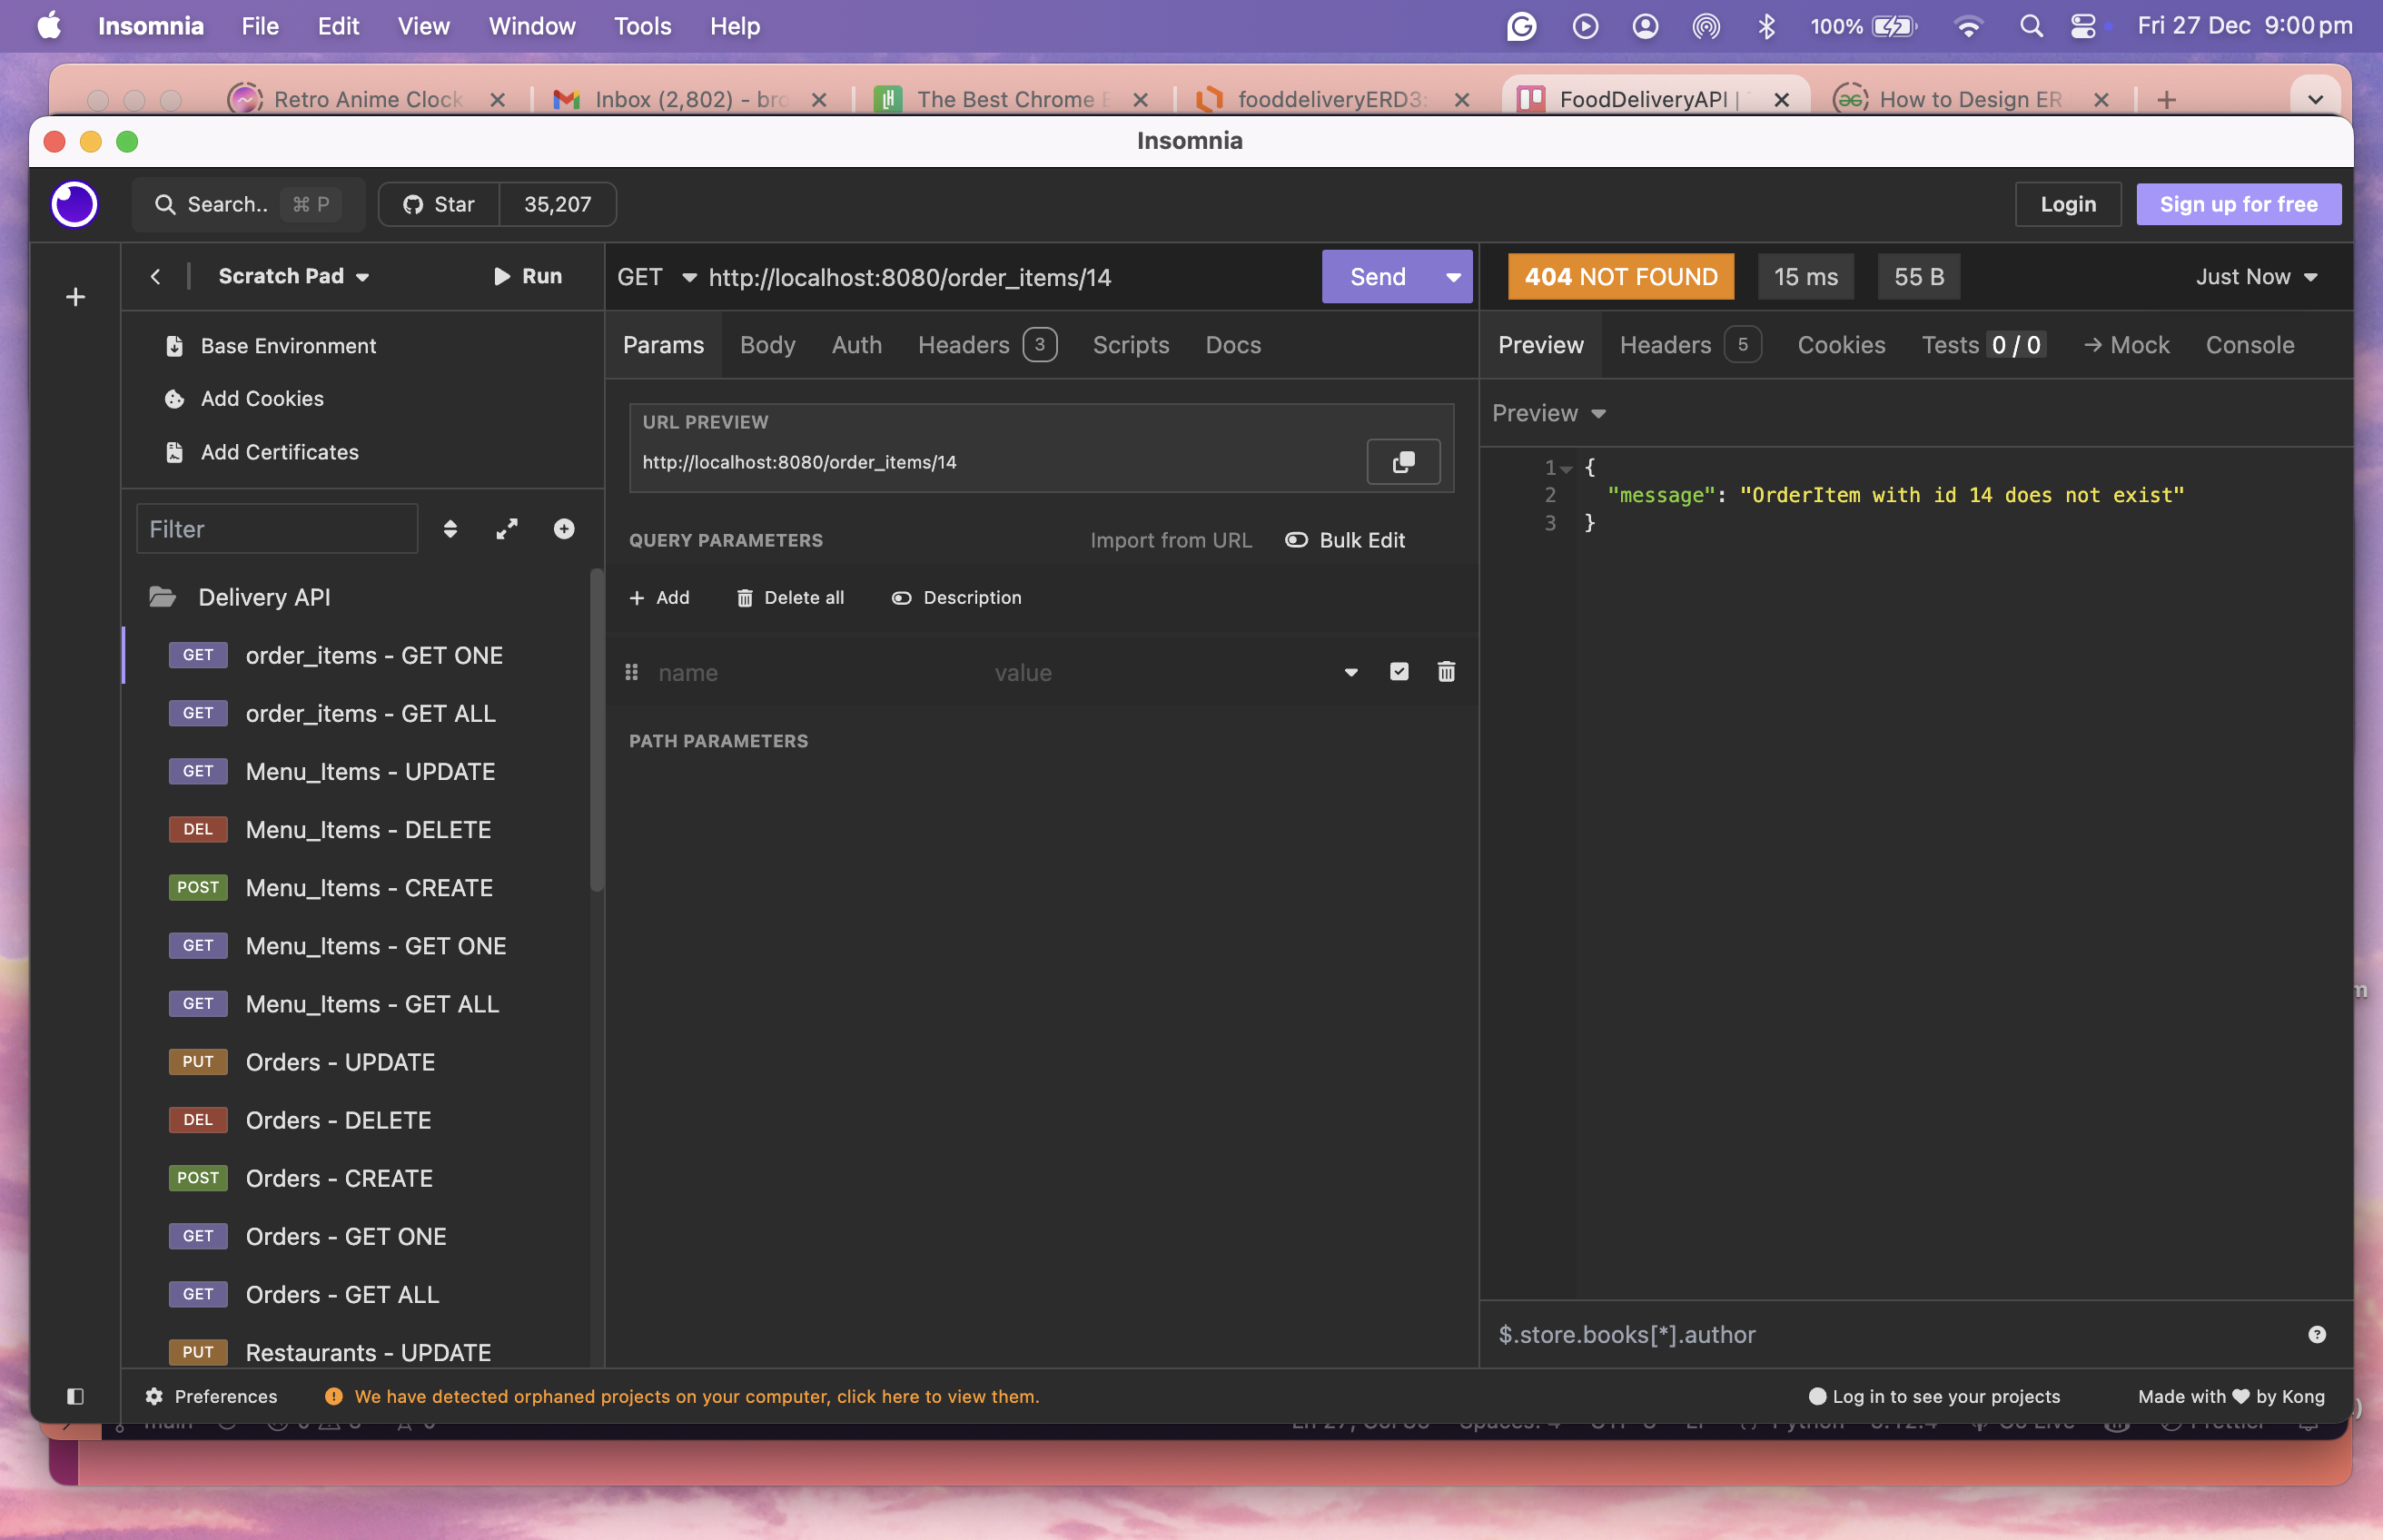 Insomnia File Edit View Window Tools Help 100% Fri 27 Dec 9:00 pm
Retro Anime Clock Inbox (2,802) - bro The Best Chrome E fooddeliveryERD3: FoodDeliveryAPI | How to Design ER
Insomnia
Search.. ⌘ P Star 35,207 Login Sign up for free
Scratch Pad Run GET http://localhost:8080/order_items/14 Send 404 NOT FOUND 15 ms 55 B Just Now
Params Body Auth Headers 3 Scripts Docs Preview Headers 5 Cookies Tests 0 / 0 → Mock Console
Base Environment
Add Cookies
Add Certificates
URL PREVIEW
http://localhost:8080/order_items/14
Preview
1 {
2 "message": "OrderItem with id 14 does not exist"
3 }
Filter
QUERY PARAMETERS Import from URL Bulk Edit
+ Add Delete all Description
name value
PATH PARAMETERS
Delivery API
GET order_items - GET ONE
GET order_items - GET ALL
GET Menu_Items - UPDATE
DEL Menu_Items - DELETE
POST Menu_Items - CREATE
GET Menu_Items - GET ONE
GET Menu_Items - GET ALL
PUT Orders - UPDATE
DEL Orders - DELETE
POST Orders - CREATE
GET Orders - GET ONE
GET Orders - GET ALL
PUT Restaurants - UPDATE
$.store.books[*].author
Preferences We have detected orphaned projects on your computer, click here to view them. Log in to see your projects Made with ♥ by Kong